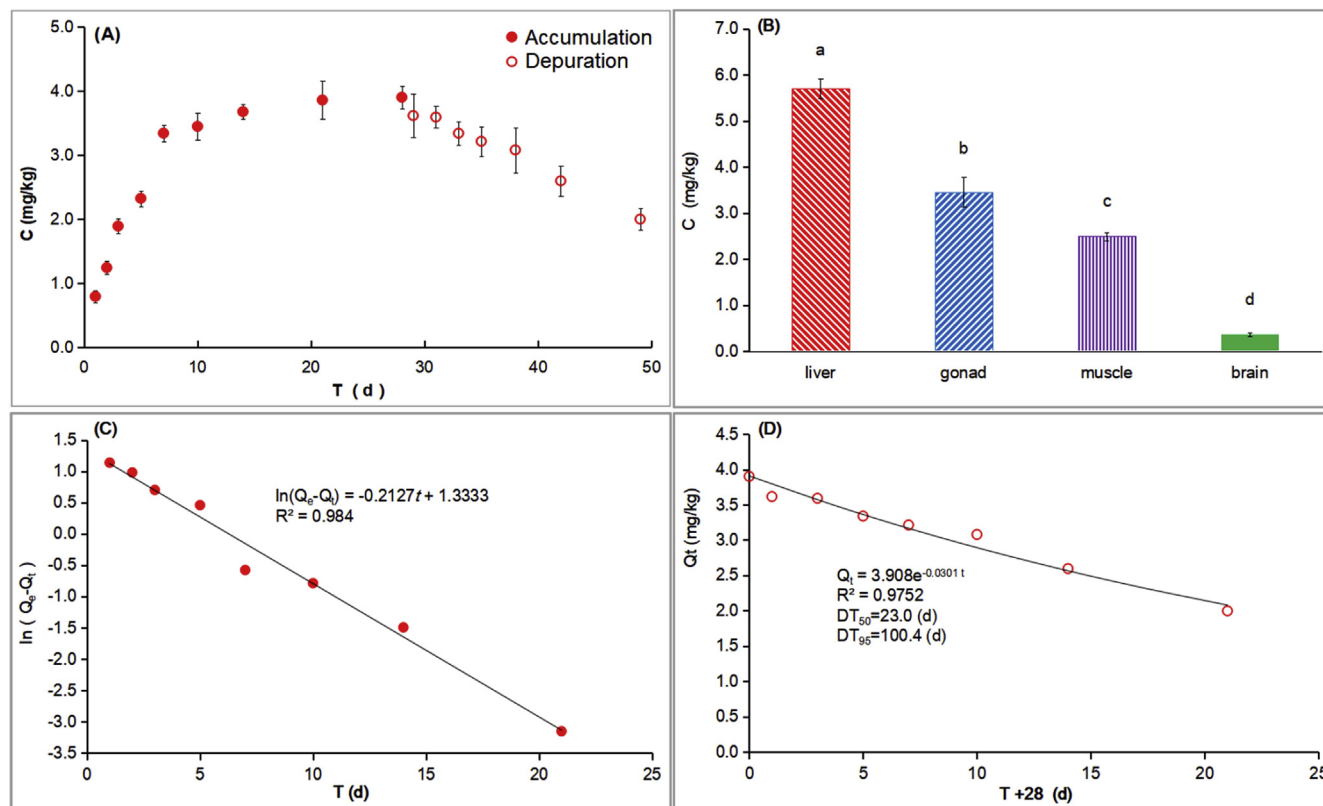 (A)
Accumulation
Depuration
5.0
4.0
3.0
2.0
1.0
0.0
C (mg/kg)
0 10 20 30 40 50
T ( d )
(B)
7.0
6.0
5.0
4.0
3.0
2.0
1.0
0.0
C (mg/kg)
a
b
c
d
liver gonad muscle brain
(C)
1.5
1.0
0.5
0.0
-0.5
-1.0
-1.5
-2.0
-2.5
-3.0
-3.5
ln ( Qₑ-Qₜ)
ln(Qₑ-Qₜ) = -0.2127t + 1.3333
R² = 0.984
0 5 10 15 20 25
T (d)
(D)
4.5
4.0
3.5
3.0
2.5
2.0
1.5
1.0
0.5
0.0
Qt (mg/kg)
Qₜ = 3.908e^-0.0301 t
R² = 0.9752
DT₅₀=23.0 (d)
DT₉₅=100.4 (d)
0 5 10 15 20 25
T +28 (d)